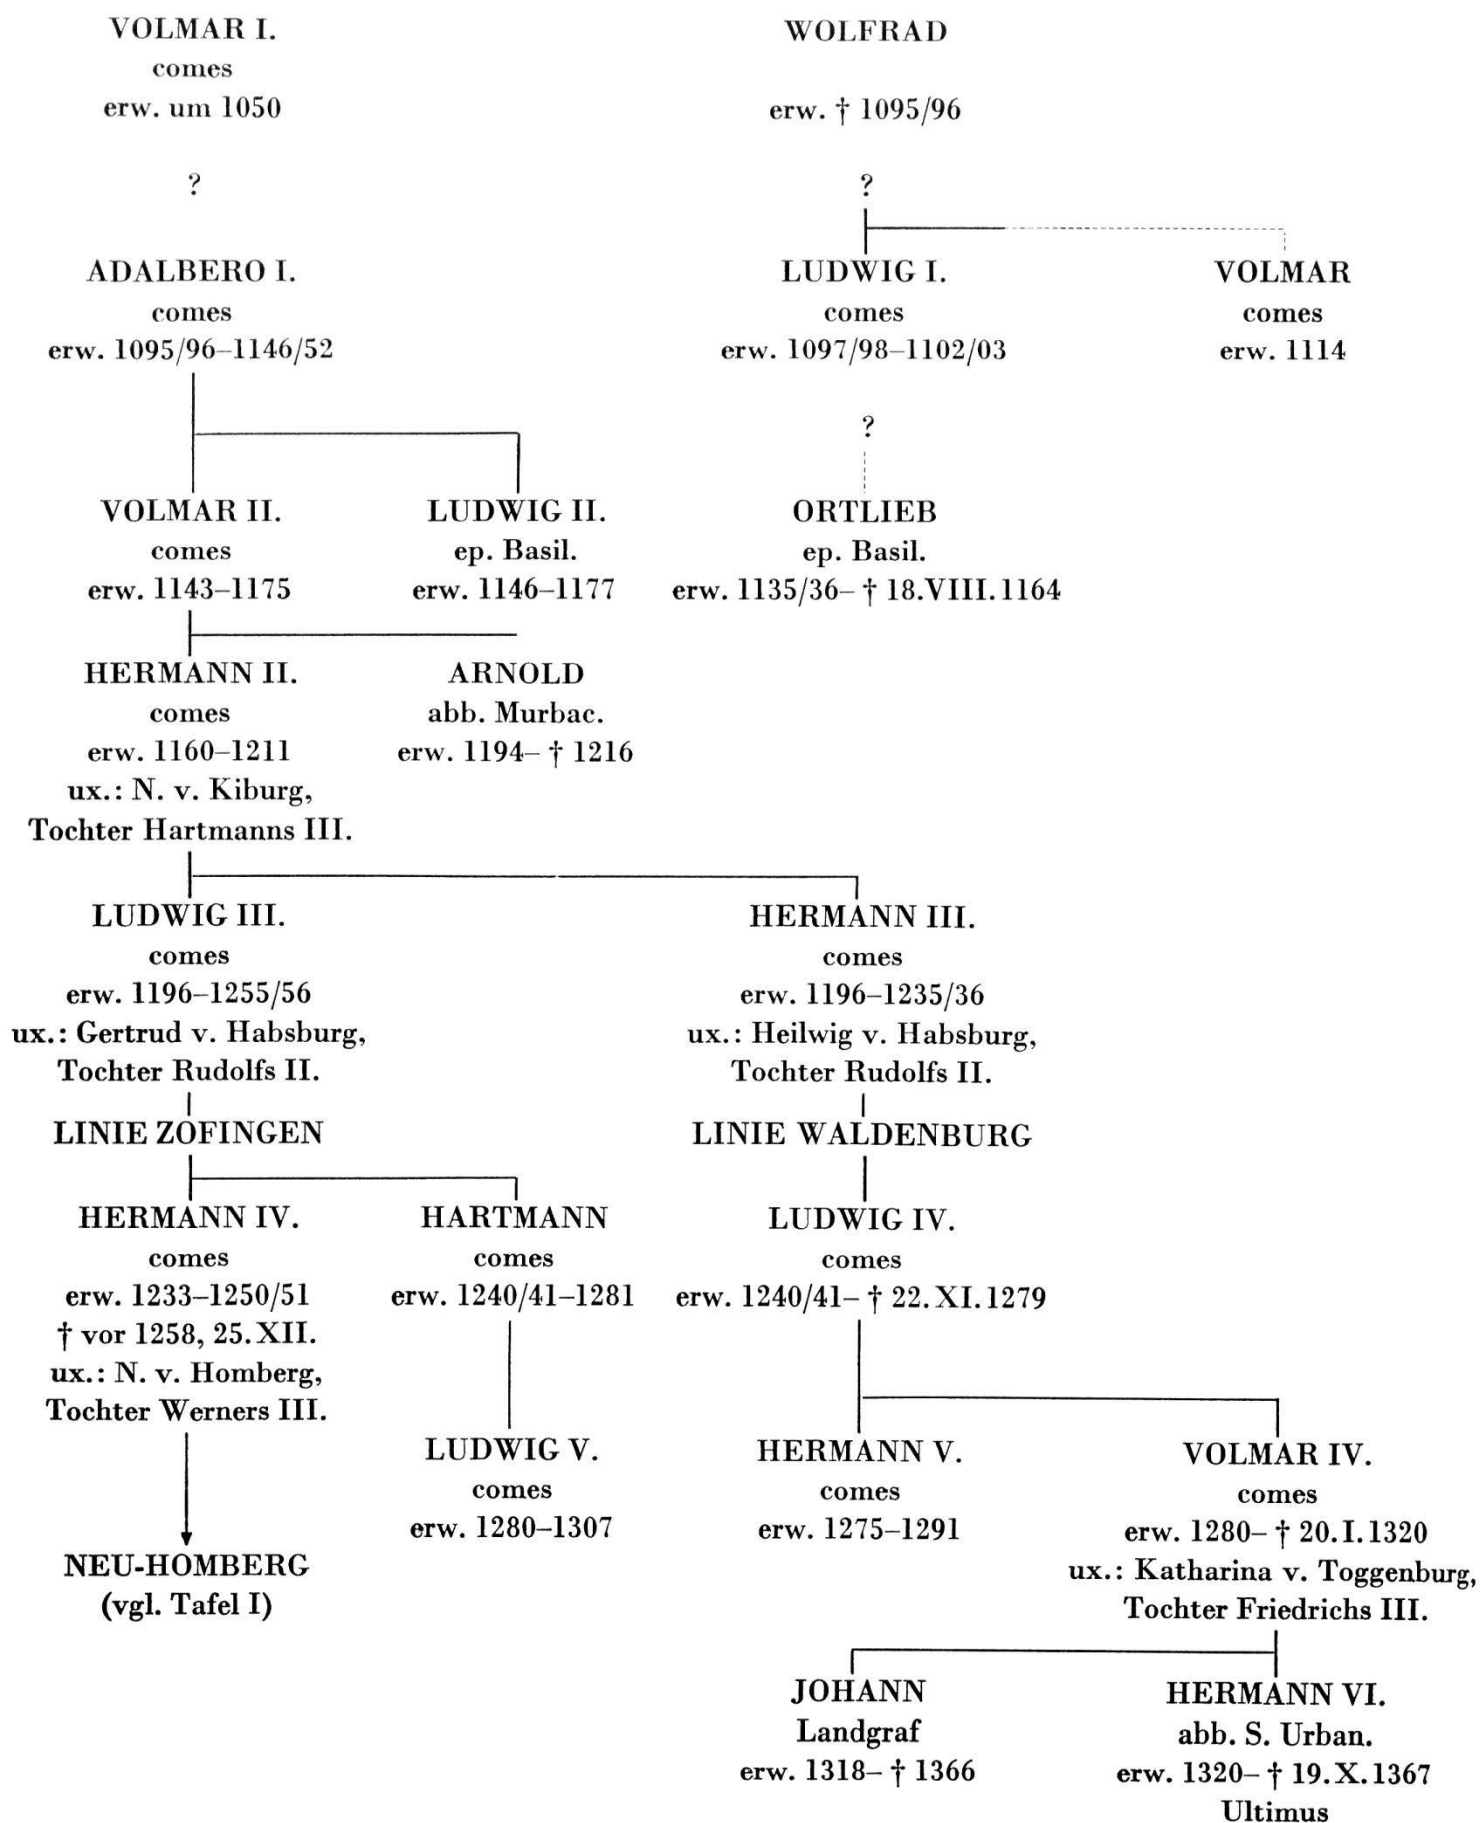 VOLMAR I.
comes
erw. um 1050
WOLFRAD
erw. † 1095/96
?
?
ADALBERO I.
comes
erw. 1095/96–1146/52
LUDWIG I.
comes
erw. 1097/98–1102/03
VOLMAR
comes
erw. 1114
?
VOLMAR II.
comes
erw. 1143–1175
LUDWIG II.
ep. Basil.
erw. 1146–1177
ORTLIEB
ep. Basil.
erw. 1135/36– † 18.VIII.1164
HERMANN II.
comes
erw. 1160–1211
ux.: N. v. Kiburg,
Tochter Hartmanns III.
ARNOLD
abb. Murbac.
erw. 1194– † 1216
LUDWIG III.
comes
erw. 1196–1255/56
ux.: Gertrud v. Habsburg,
Tochter Rudolfs II.
HERMANN III.
comes
erw. 1196–1235/36
ux.: Heilwig v. Habsburg,
Tochter Rudolfs II.
LINIE ZOFINGEN
LINIE WALDENBURG
HERMANN IV.
comes
erw. 1233–1250/51
† vor 1258, 25.XII.
ux.: N. v. Homberg,
Tochter Werners III.
HARTMANN
comes
erw. 1240/41–1281
LUDWIG IV.
comes
erw. 1240/41– † 22.XI.1279
LUDWIG V.
comes
erw. 1280–1307
HERMANN V.
comes
erw. 1275–1291
VOLMAR IV.
comes
erw. 1280– † 20.I.1320
ux.: Katharina v. Toggenburg,
Tochter Friedrichs III.
NEU-HOMBERG
(vgl. Tafel I)
JOHANN
Landgraf
erw. 1318– † 1366
HERMANN VI.
abb. S. Urban.
erw. 1320– † 19.X.1367
Ultimus